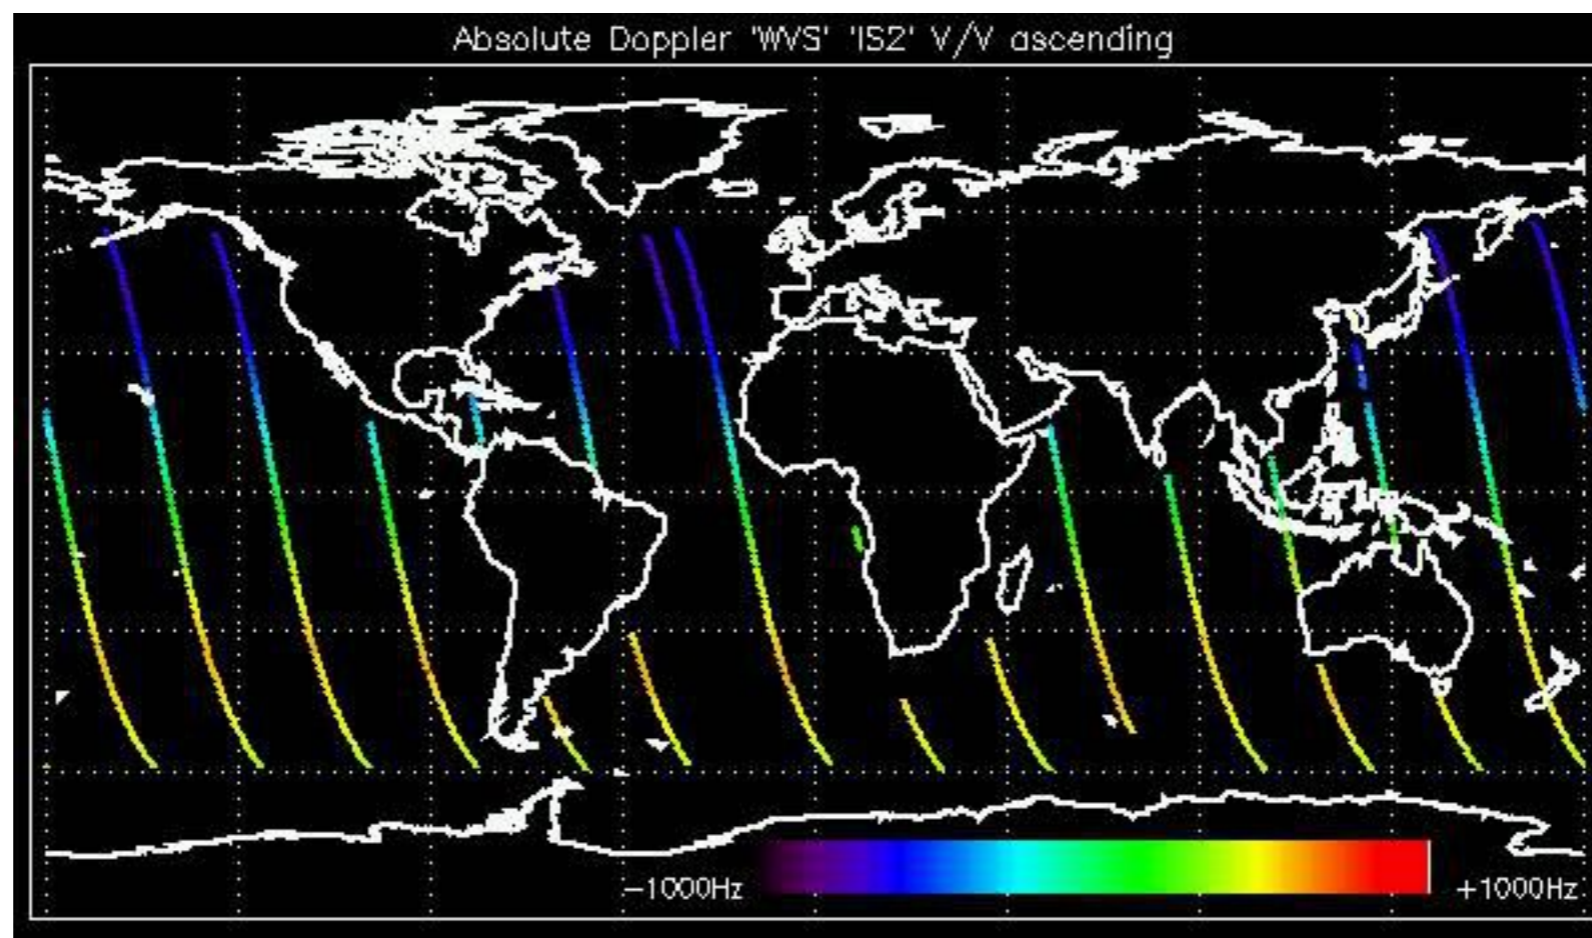 Absolute Doppler 'WVS' 'IS2' V/V ascending
−1000Hz
+1000Hz